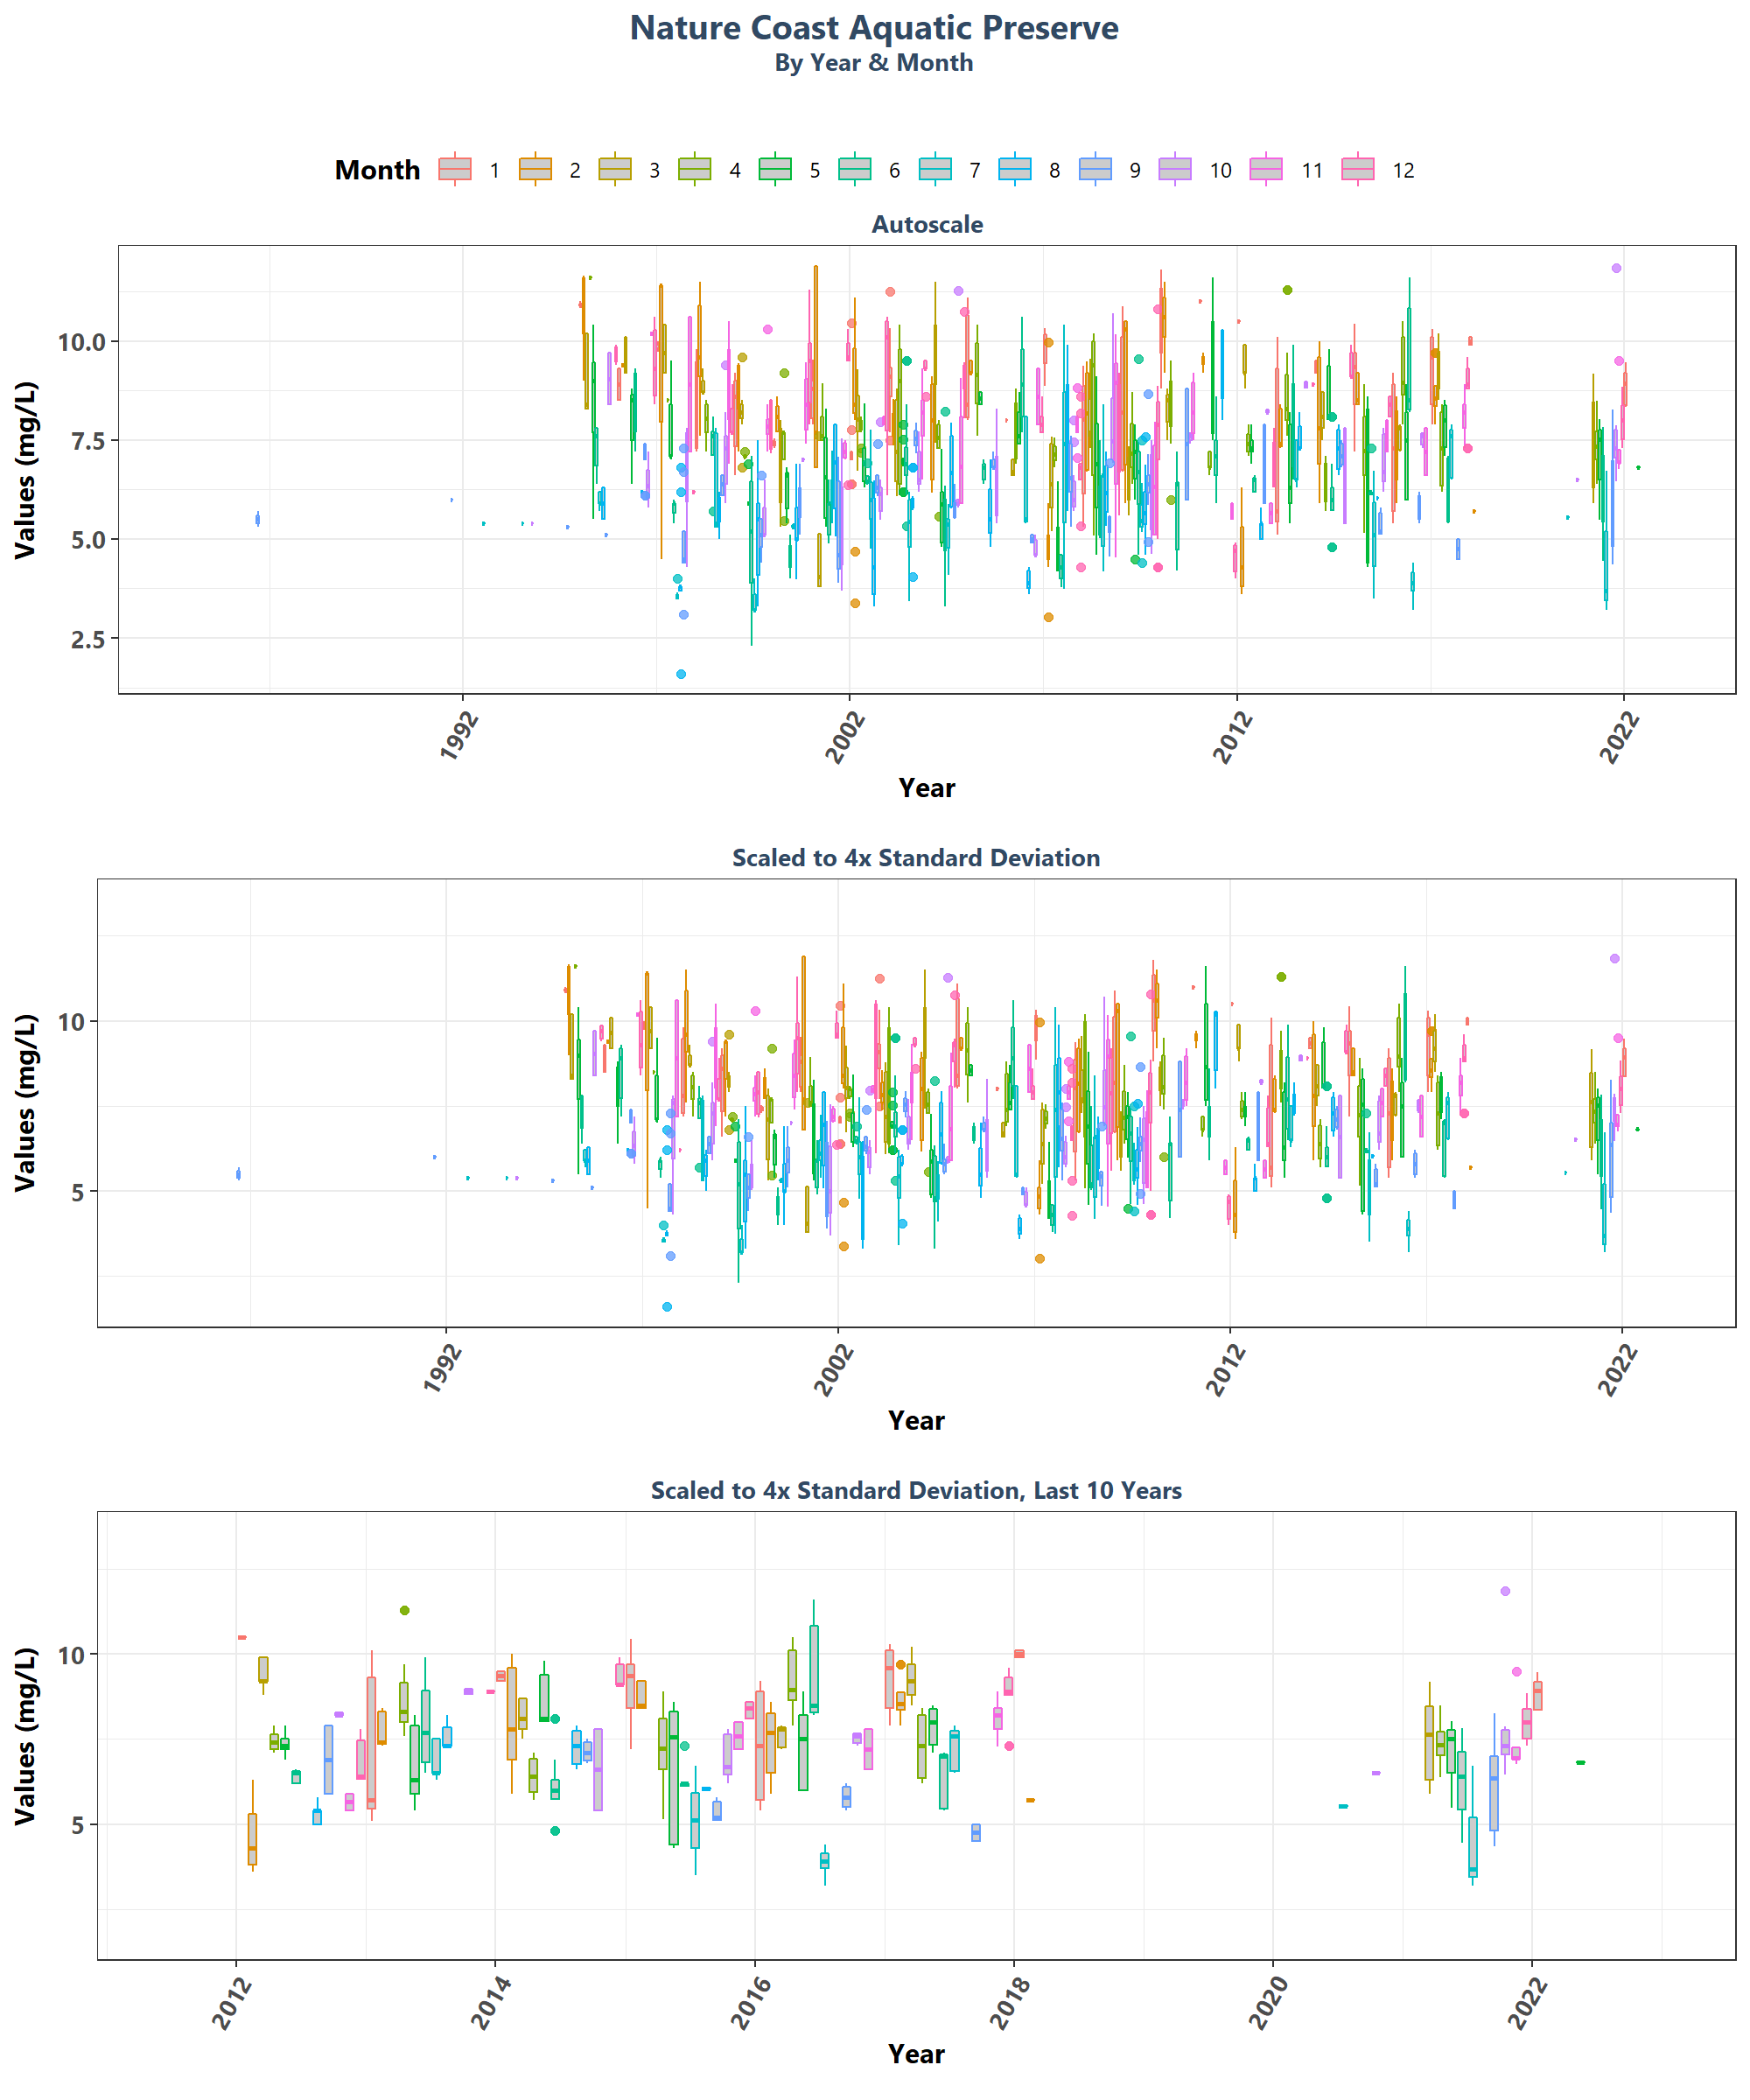 Nature Coast Aquatic Preserve
By Year & Month
Month 1 2 3 4 5 6 7 8 9 10 11 12
Autoscale
Values (mg/L)
10.0
7.5
5.0
2.5
1992 2002 2012 2022
Year
Scaled to 4x Standard Deviation
Values (mg/L)
10
5
1992 2002 2012 2022
Year
Scaled to 4x Standard Deviation, Last 10 Years
Values (mg/L)
10
5
2012 2014 2016 2018 2020 2022
Year